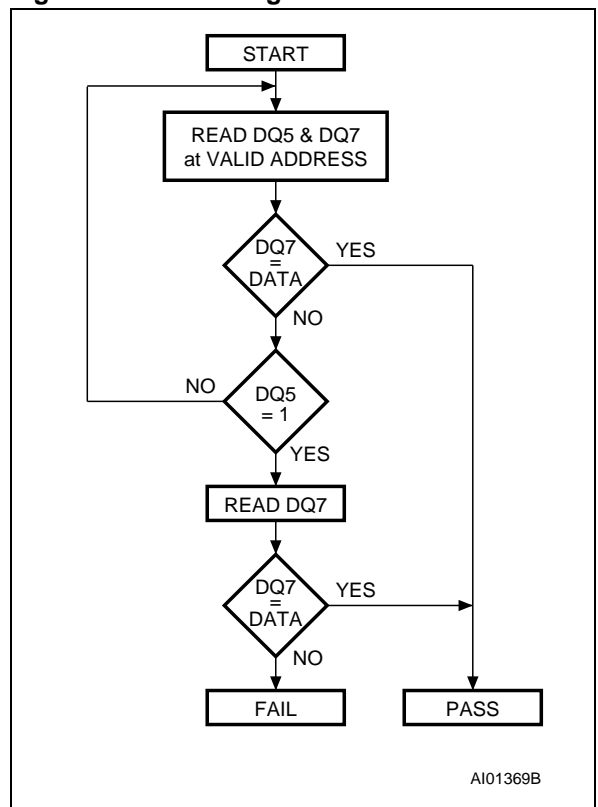 START
READ DQ5 & DQ7
at VALID ADDRESS
DQ7
=
DATA
YES
NO
NO
DQ5
= 1
YES
READ DQ7
DQ7
=
DATA
YES
NO
FAIL
PASS
AI01369B